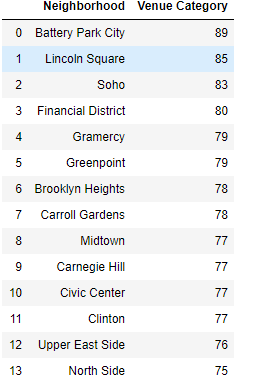 Neighborhood Venue Category
0 Battery Park City 89
1 Lincoln Square 85
2 Soho 83
3 Financial District 80
4 Gramercy 79
5 Greenpoint 79
6 Brooklyn Heights 78
7 Carroll Gardens 78
8 Midtown 77
9 Carnegie Hill 77
10 Civic Center 77
11 Clinton 77
12 Upper East Side 76
13 North Side 75